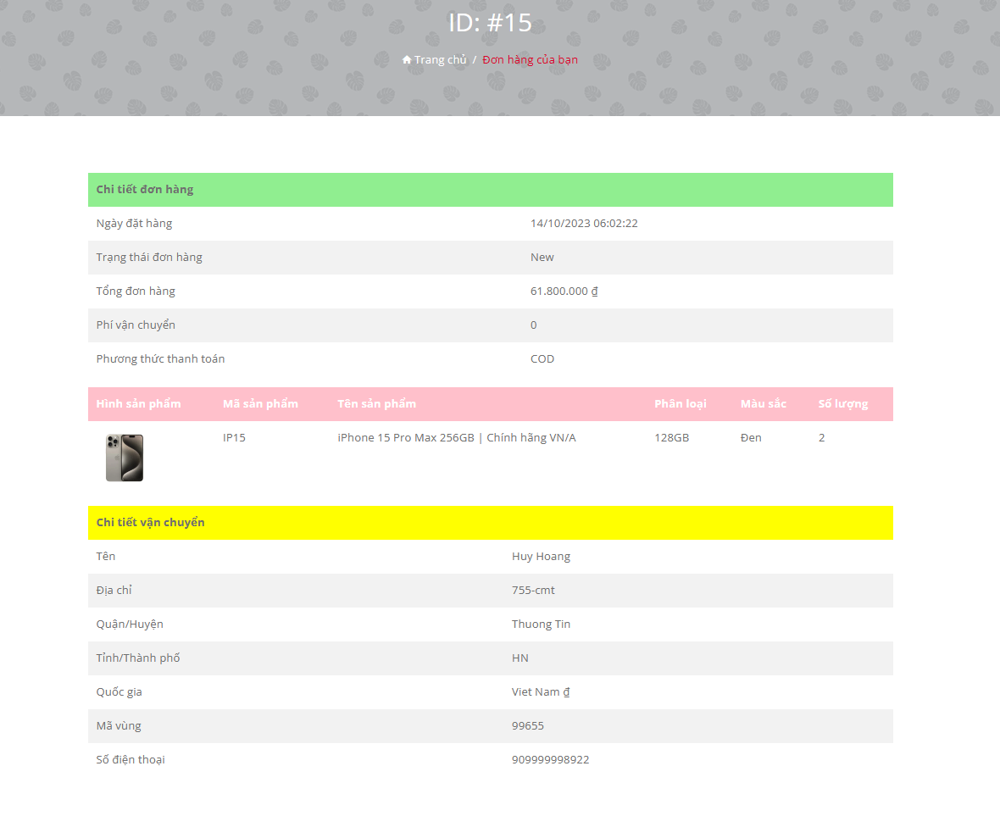 ID: #15
Trang chủ / Đơn hàng của bạn
Chi tiết đơn hàng
Ngày đặt hàng 14/10/2023 06:02:22
Trạng thái đơn hàng New
Tổng đơn hàng 61.800.000 ₫
Phí vận chuyển 0
Phương thức thanh toán COD
Hình sản phẩm Mã sản phẩm Tên sản phẩm Phân loại Màu sắc Số lượng
IP15 iPhone 15 Pro Max 256GB | Chính hãng VN/A 128GB Đen 2
Chi tiết vận chuyển
Tên Huy Hoang
Địa chỉ 755-cmt
Quận/Huyện Thuong Tin
Tỉnh/Thành phố HN
Quốc gia Viet Nam ₫
Mã vùng 99655
Số điện thoại 909999998922